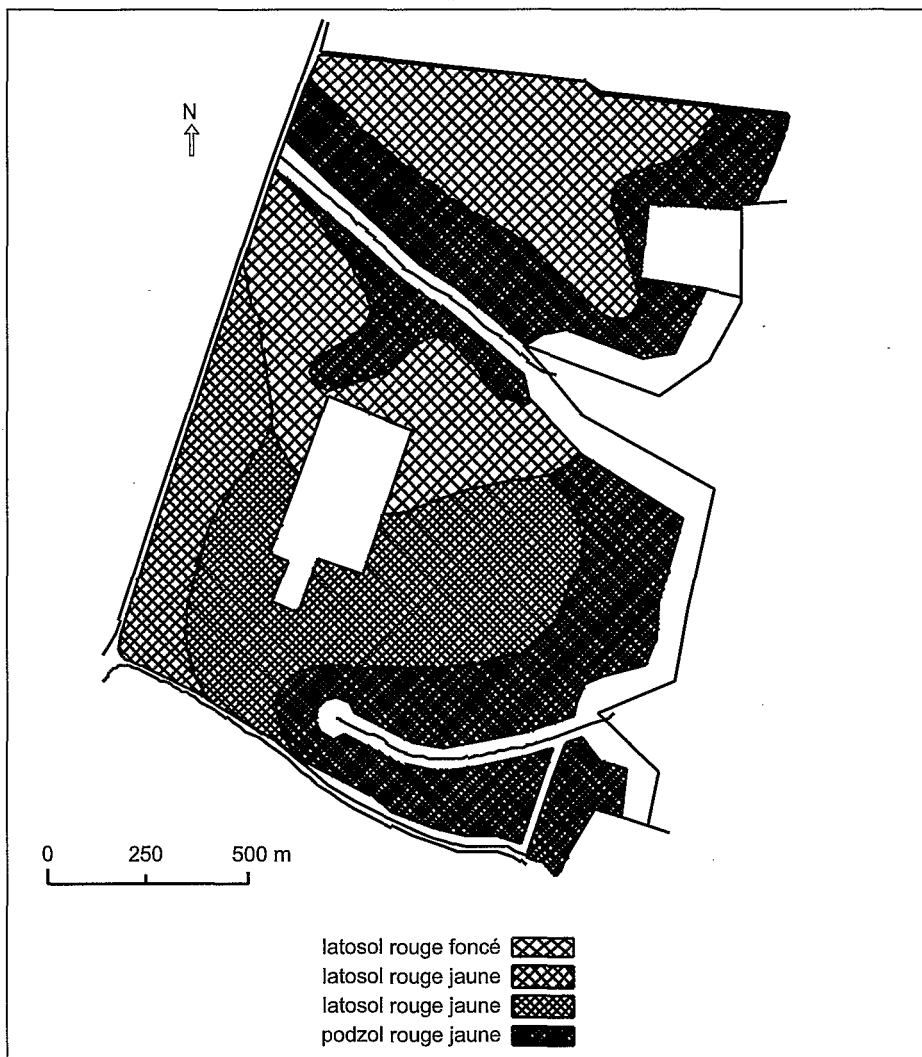 N
0 250 500 m
latosol rouge foncé
latosol rouge jaune
latosol rouge jaune
podzol rouge jaune